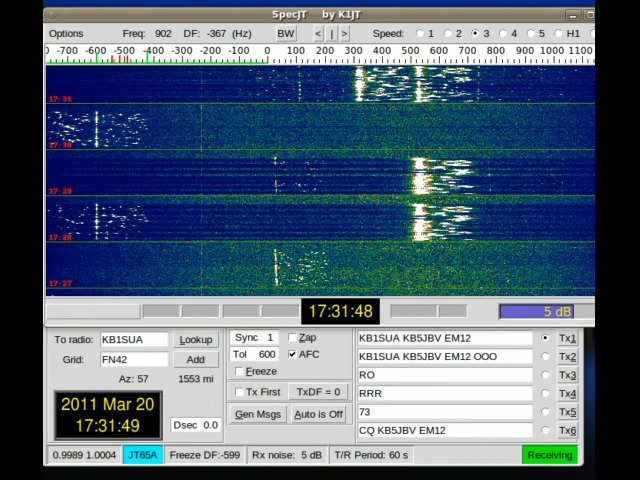 SpecJT by K1JT
Options Freq: 902 DF: -367 (Hz) BW < | > Speed: 1 2 3 4 5 H1
-700 -600 -500 -400 -300 -200 -100 0 100 200 300 400 500 600 700 800 900 1000 1100
17:31
17:30
17:29
17:28
17:27
17:31:48 5 dB
To radio: KB1SUA Lookup
Grid: FN42 Add
Az: 57 1553 mi
2011 Mar 20
17:31:49
Dsec 0.0
Sync 1 Zap
Tol 600 AFC
Freeze
Tx First TxDF = 0
Gen Msgs Auto is Off
KB1SUA KB5JBV EM12 Tx1
KB1SUA KB5JBV EM12 OOO Tx2
RO Tx3
RRR Tx4
73 Tx5
CQ KB5JBV EM12 Tx6
0.9989 1.0004 JT65A Freeze DF:-599 Rx noise: 5 dB T/R Period: 60 s Receiving